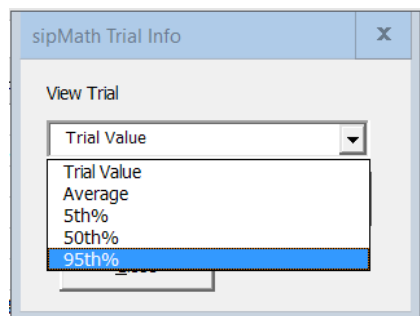 sipMath Trial Info x
View Trial
Trial Value
Trial Value
Average
5th%
50th%
95th%